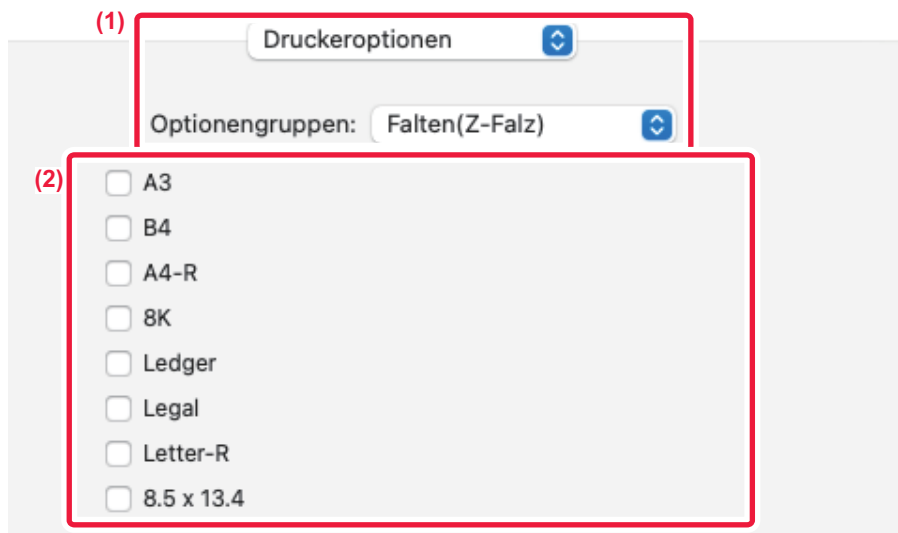 (1)
Druckeroptionen
Optionengruppen: Falten(Z-Falz)
(2)
A3
B4
A4-R
8K
Ledger
Legal
Letter-R
8.5 x 13.4